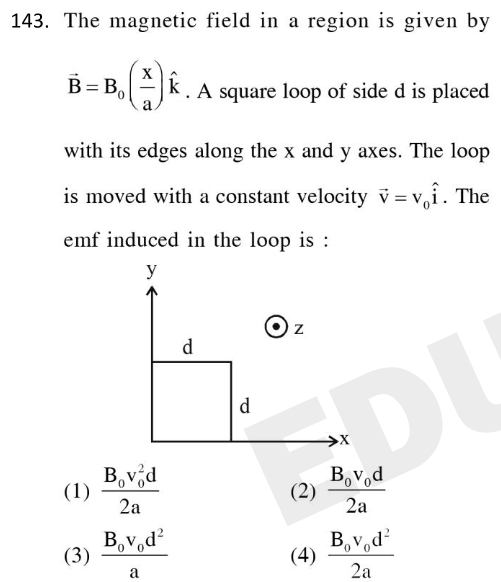 143. The magnetic field in a region is given by
B⃗ = B₀(x/a) k̂ . A square loop of side d is placed
with its edges along the x and y axes. The loop
is moved with a constant velocity v⃗ = v₀î . The
emf induced in the loop is :
y
z
d
d
x
(1) B₀v₀²d/2a (2) B₀v₀d/2a
(3) B₀v₀d²/a (4) B₀v₀d²/2a
EDU